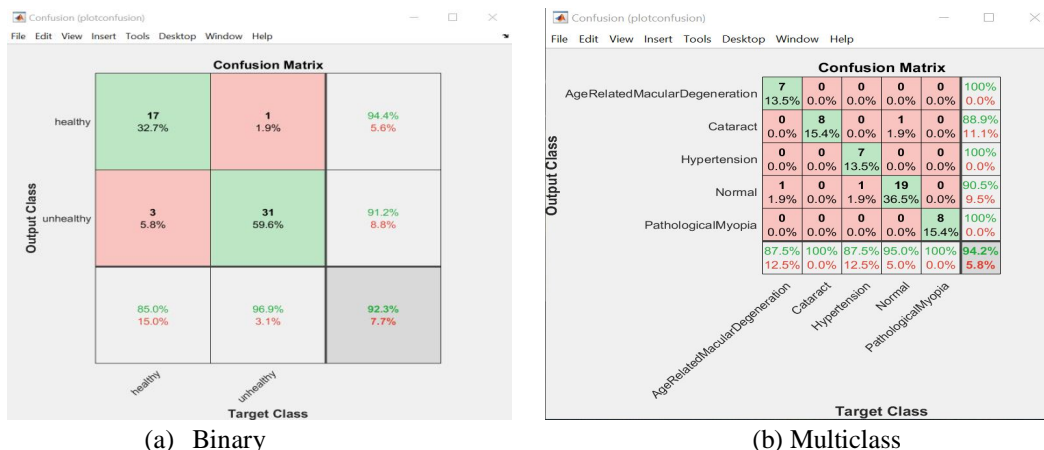 Confusion (plotconfusion)
File Edit View Insert Tools Desktop Window Help
Confusion Matrix
healthy
17
32.7%
1
1.9%
94.4%
5.6%
unhealthy
3
5.8%
31
59.6%
91.2%
8.8%
85.0%
15.0%
96.9%
3.1%
92.3%
7.7%
healthy
unhealthy
Output Class
Target Class
(a) Binary
Confusion (plotconfusion)
File Edit View Insert Tools Desktop Window Help
Confusion Matrix
AgeRelatedMacularDegeneration
7 0 0 0 0 100%
13.5% 0.0% 0.0% 0.0% 0.0% 0.0%
Cataract
0 8 0 1 0 88.9%
0.0% 15.4% 0.0% 1.9% 0.0% 11.1%
Hypertension
0 0 7 0 0 100%
0.0% 0.0% 13.5% 0.0% 0.0% 0.0%
Normal
1 0 1 19 0 90.5%
1.9% 0.0% 1.9% 36.5% 0.0% 9.5%
PathologicalMyopia
0 0 0 0 8 100%
0.0% 0.0% 0.0% 0.0% 15.4% 0.0%
87.5% 100% 87.5% 95.0% 100% 94.2%
12.5% 0.0% 12.5% 5.0% 0.0% 5.8%
AgeRelatedMacularDegeneration
Cataract
Hypertension
Normal
PathologicalMyopia
Output Class
Target Class
(b) Multiclass